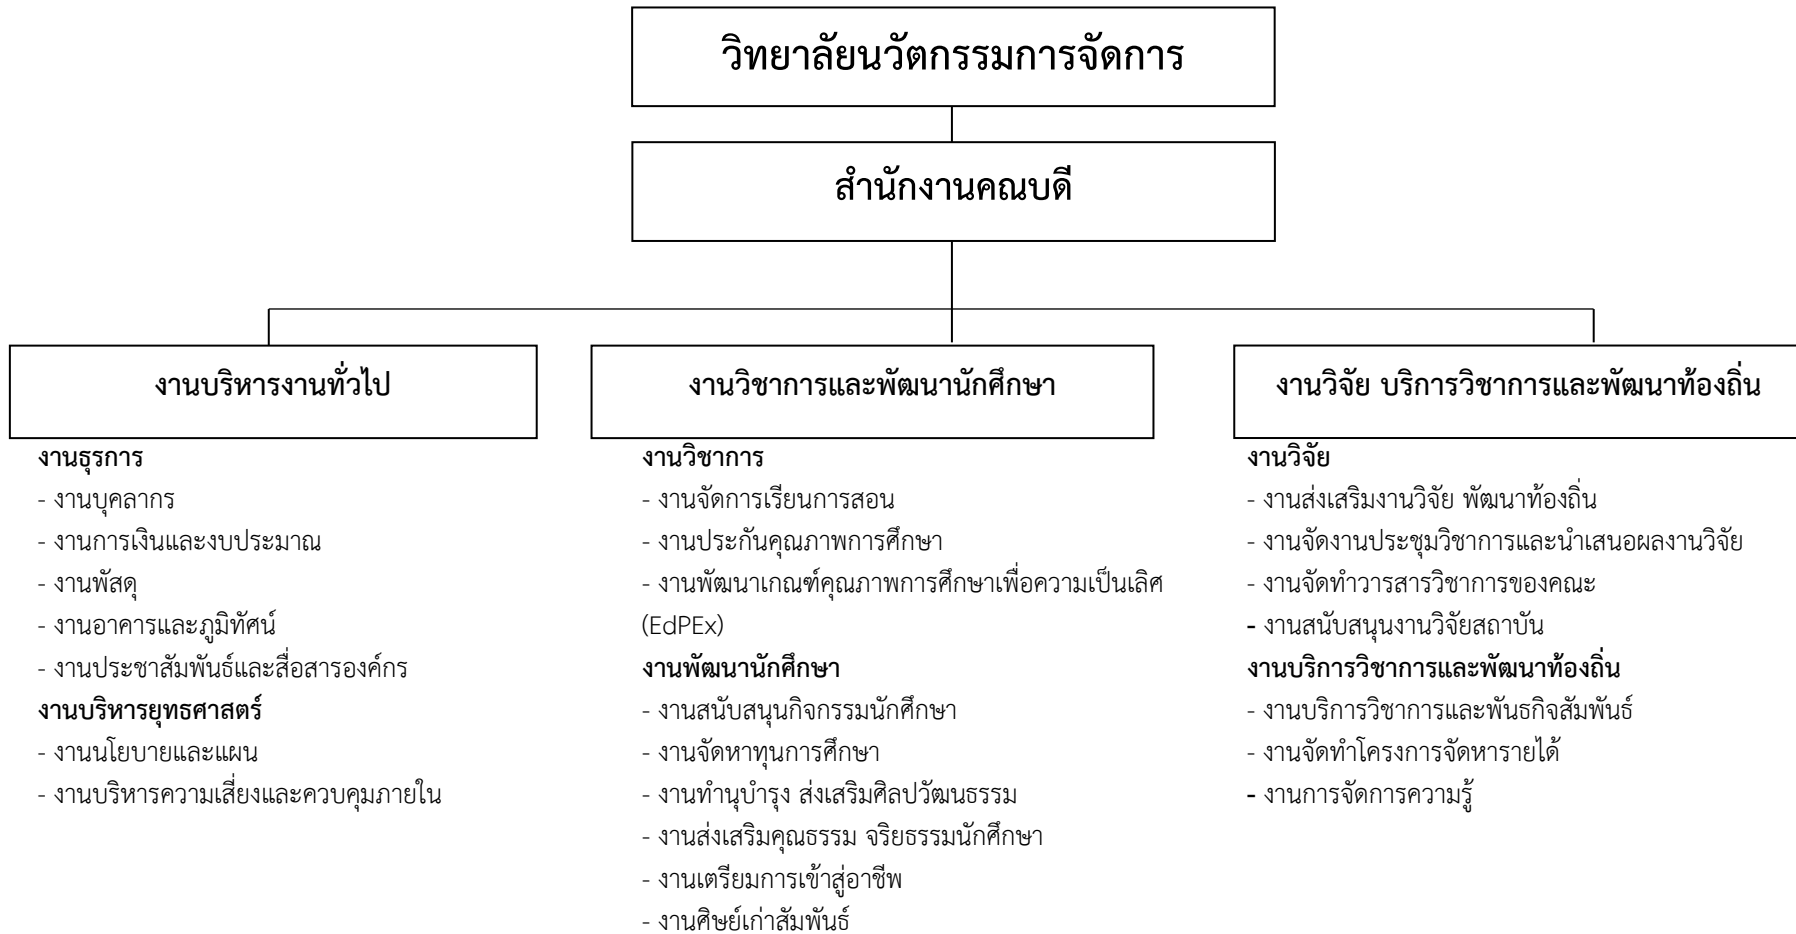 วิทยาลัยนวัตกรรมการจัดการ
สำนักงานคณบดี
งานบริหารงานทั่วไป
งานธุรการ
- งานบุคลากร
- งานการเงินและงบประมาณ
- งานพัสดุ
- งานอาคารและภูมิทัศน์
- งานประชาสัมพันธ์และสื่อสารองค์กร
งานบริหารยุทธศาสตร์
- งานนโยบายและแผน
- งานบริหารความเสี่ยงและควบคุมภายใน
งานวิชาการและพัฒนานักศึกษา
งานวิชาการ
- งานจัดการเรียนการสอน
- งานประกันคุณภาพการศึกษา
- งานพัฒนาเกณฑ์คุณภาพการศึกษาเพื่อความเป็นเลิศ
(EdPEx)
งานพัฒนานักศึกษา
- งานสนับสนุนกิจกรรมนักศึกษา
- งานจัดหาทุนการศึกษา
- งานทำนุบำรุง ส่งเสริมศิลปวัฒนธรรม
- งานส่งเสริมคุณธรรม จริยธรรมนักศึกษา
- งานเตรียมการเข้าสู่อาชีพ
- งานศิษย์เก่าสัมพันธ์
งานวิจัย บริการวิชาการและพัฒนาท้องถิ่น
งานวิจัย
- งานส่งเสริมงานวิจัย พัฒนาท้องถิ่น
- งานจัดงานประชุมวิชาการและนำเสนอผลงานวิจัย
- งานจัดทำวารสารวิชาการของคณะ
- งานสนับสนุนงานวิจัยสถาบัน
งานบริการวิชาการและพัฒนาท้องถิ่น
- งานบริการวิชาการและพันธกิจสัมพันธ์
- งานจัดทำโครงการจัดหารายได้
- งานการจัดการความรู้